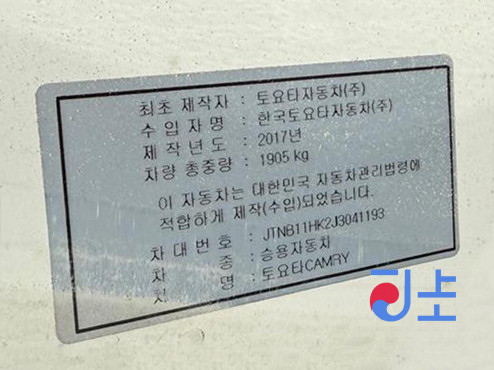 최초 제작자 : 토요타자동차(주)
수 입 자 명 : 한국토요타자동차(주)
제 작 년 도 : 2017년
차량 총중량 : 1905 kg
이 자동차는 대한민국 자동차관리법령에
적합하게 제작(수입)되었습니다.
차 대 번 호 : JTNB11HK2J3041193
차 종 : 승용자동차
차 명 : 토요타CAMRY